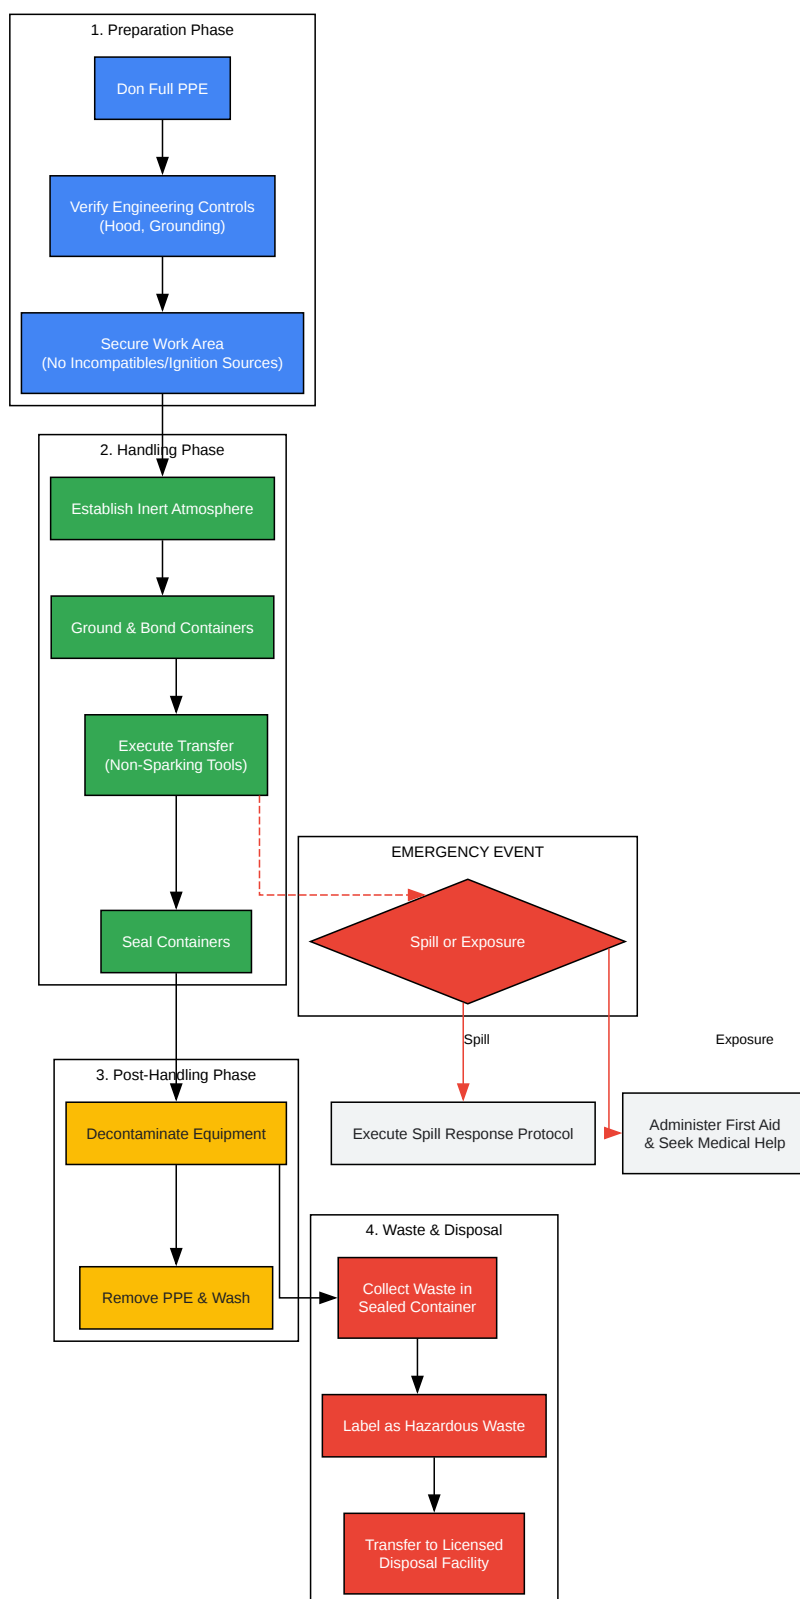 1. Preparation Phase
Don Full PPE
Verify Engineering Controls
(Hood, Grounding)
Secure Work Area
(No Incompatibles/Ignition Sources)
2. Handling Phase
Establish Inert Atmosphere
Ground & Bond Containers
Execute Transfer
(Non-Sparking Tools)
EMERGENCY EVENT
Spill or Exposure
Seal Containers
Spill
Exposure
3. Post-Handling Phase
Decontaminate Equipment
Execute Spill Response Protocol
Administer First Aid
& Seek Medical Help
Remove PPE & Wash
4. Waste & Disposal
Collect Waste in
Sealed Container
Label as Hazardous Waste
Transfer to Licensed
Disposal Facility